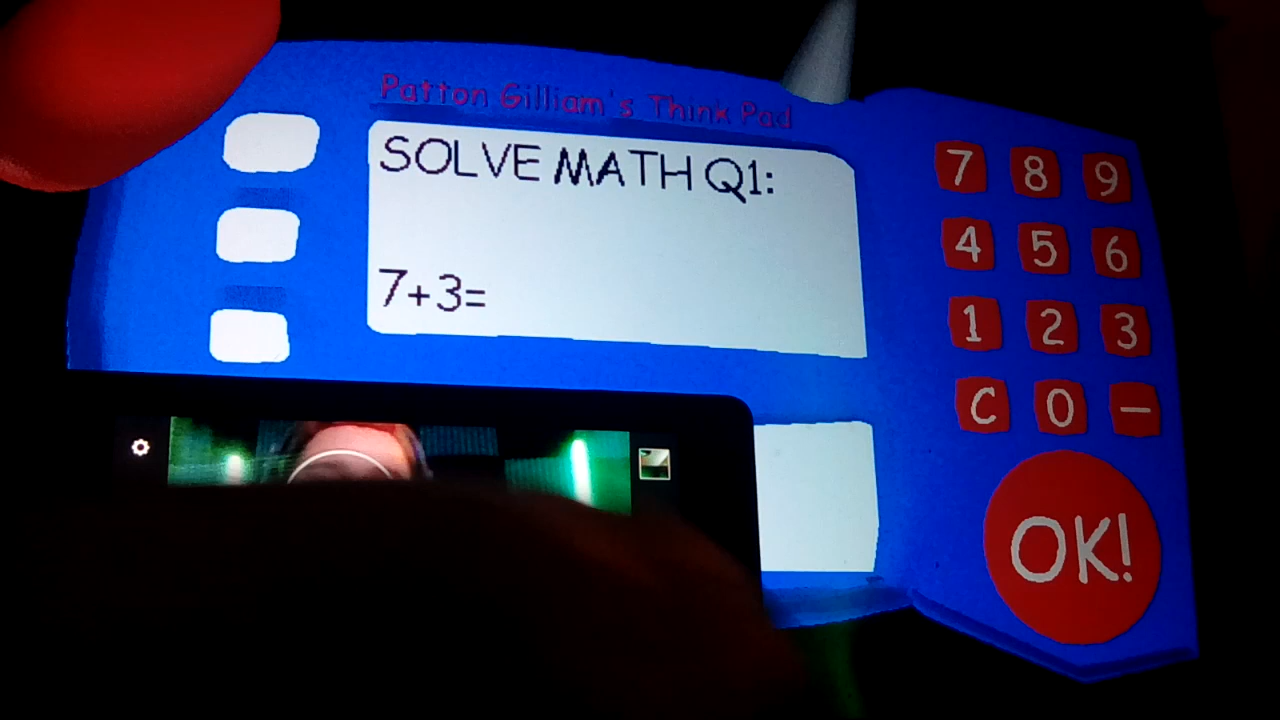 Patton Gilliam's Think Pad
SOLVE MATH Q1:
7+3=
7 8 9
4 5 6
1 2 3
C 0 –
OK!